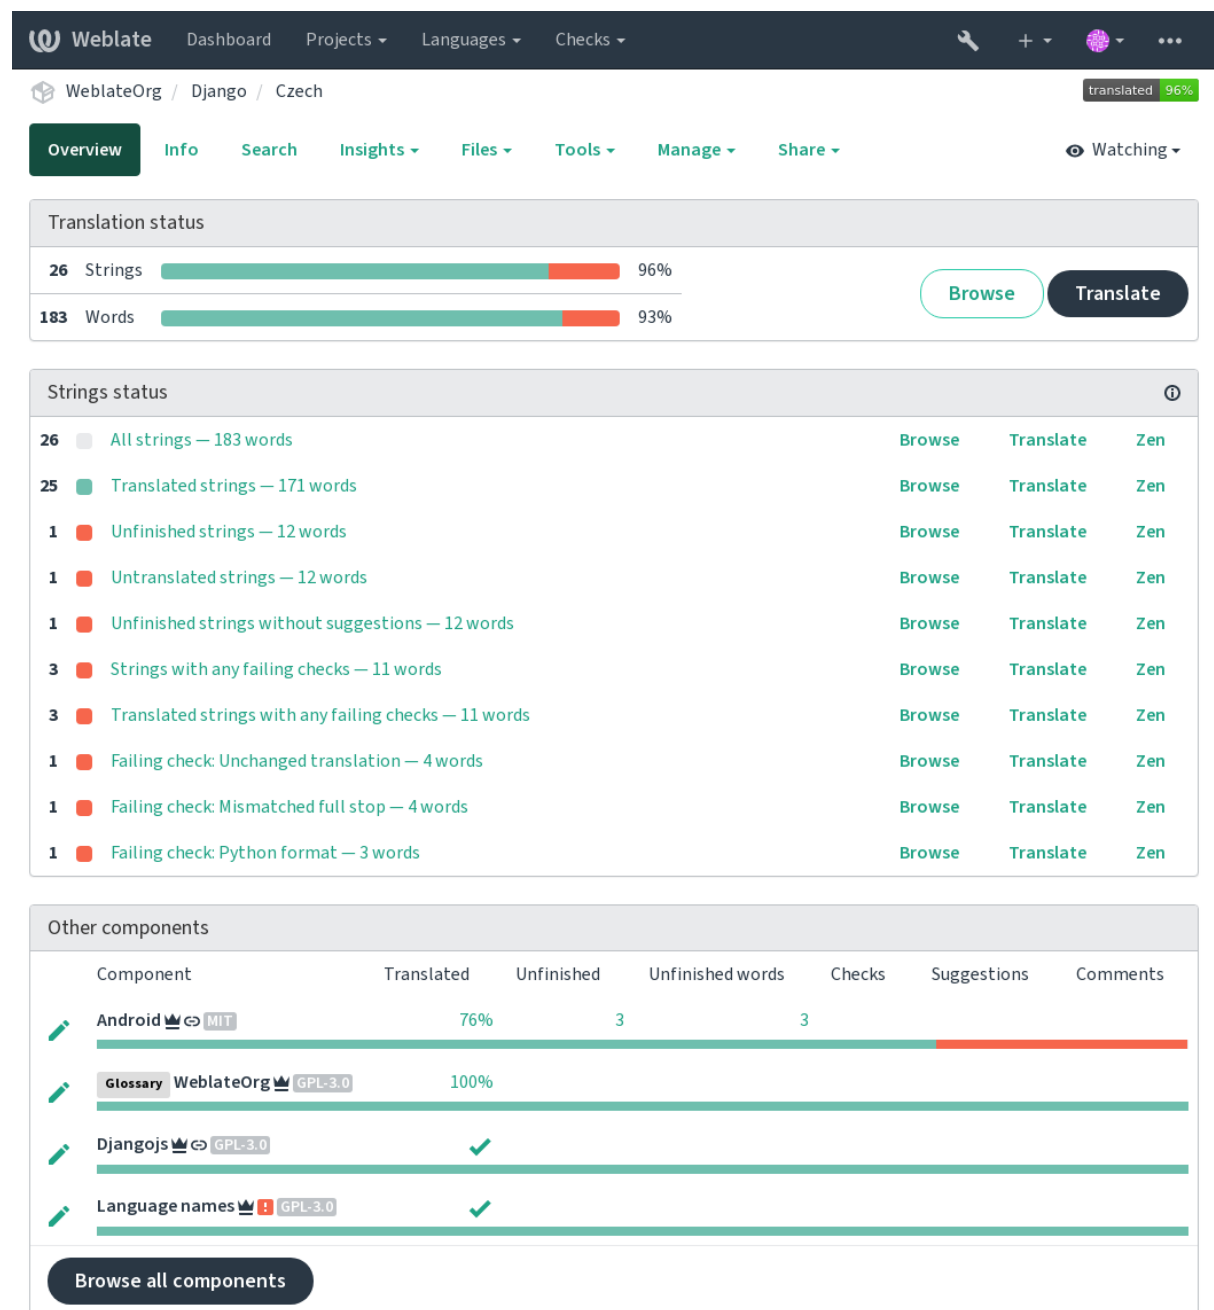 Weblate Dashboard Projects Languages Checks
WeblateOrg / Django / Czech translated 96%
Overview Info Search Insights Files Tools Manage Share Watching
Translation status
26 Strings 96%
Browse Translate
183 Words 93%
Strings status
26 All strings — 183 words Browse Translate Zen
25 Translated strings — 171 words Browse Translate Zen
1 Unfinished strings — 12 words Browse Translate Zen
1 Untranslated strings — 12 words Browse Translate Zen
1 Unfinished strings without suggestions — 12 words Browse Translate Zen
3 Strings with any failing checks — 11 words Browse Translate Zen
3 Translated strings with any failing checks — 11 words Browse Translate Zen
1 Failing check: Unchanged translation — 4 words Browse Translate Zen
1 Failing check: Mismatched full stop — 4 words Browse Translate Zen
1 Failing check: Python format — 3 words Browse Translate Zen
Other components
Component Translated Unfinished Unfinished words Checks Suggestions Comments
Android MIT 76% 3 3
Glossary WeblateOrg GPL-3.0 100%
Djangojs GPL-3.0
Language names ! GPL-3.0
Browse all components